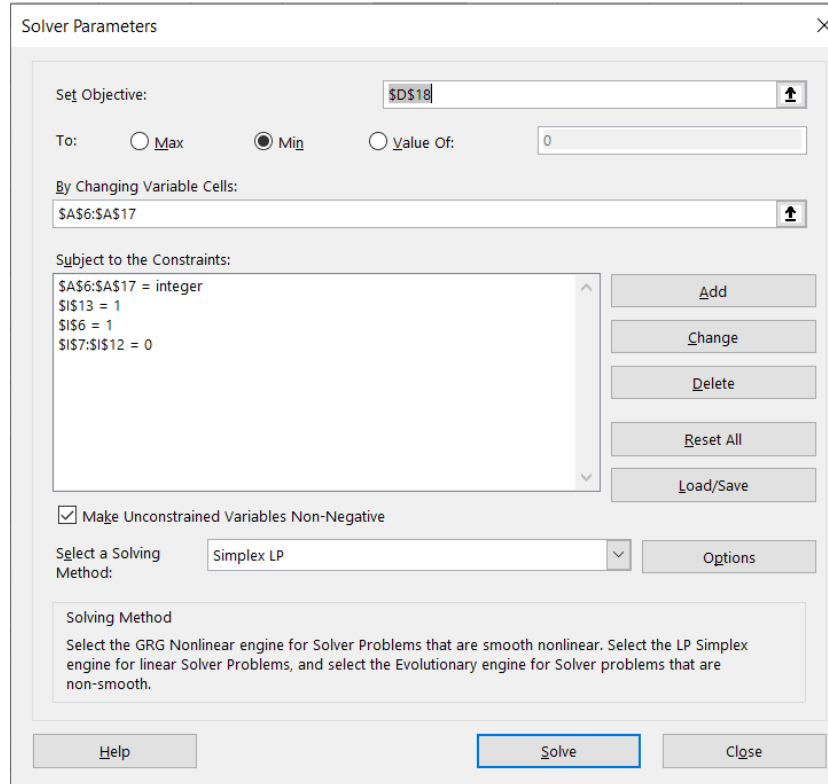 Solver Parameters
Set Objective:
$D$18
To:
Max
Min
Value Of:
0
By Changing Variable Cells:
$A$6:$A$17
Subject to the Constraints:
$A$6:$A$17 = integer
$I$13 = 1
$I$6 = 1
$I$7:$I$12 = 0
Add
Change
Delete
Reset All
Load/Save
Make Unconstrained Variables Non-Negative
Select a Solving
Method:
Simplex LP
Options
Solving Method
Select the GRG Nonlinear engine for Solver Problems that are smooth nonlinear. Select the LP Simplex
engine for linear Solver Problems, and select the Evolutionary engine for Solver problems that are
non-smooth.
Help
Solve
Close